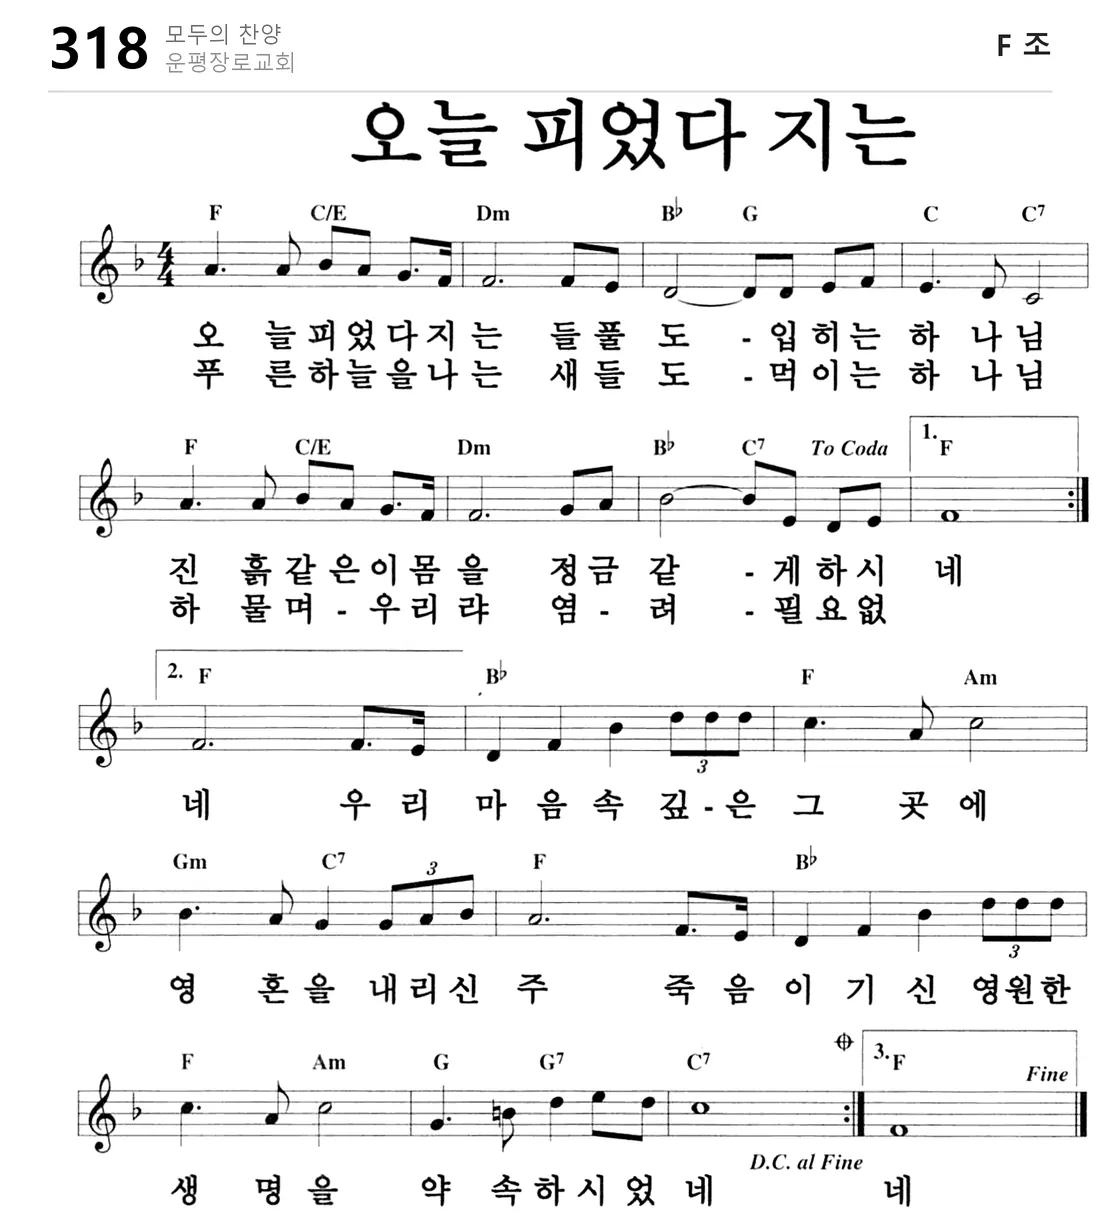 318 모두의 찬양
운평장로교회
F 조
오늘 피었다 지는
F C/E Dm B♭ G C C7
4/4
오 늘피었다지는 들풀 도 - 입히는 하 나님
푸 른하늘을나는 새들 도 - 먹이는 하 나님
F C/E Dm B♭ C7 To Coda 1. F
진 흙같은이몸을 정금 같 - 게하시 네
하 물며-우리랴 염- 려 - 필요없
2. F B♭ F Am
3
네 우 리 마 음 속 깊-은 그 곳 에
Gm C7 3 F B♭
3
영 혼을 내리신 주 죽 음 이 기 신 영원한
F Am G G7 C7 3. F Fine
D.C. al Fine
생 명을 약 속하시었네 네